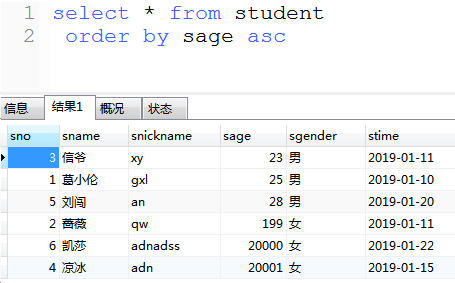 1 select * from student
2 order by sage asc
信息 结果1 概况 状态
sno sname snickname sage sgender stime
3 信爷 xy 23 男 2019-01-11
1 葛小伦 gxl 25 男 2019-01-10
5 刘闯 an 28 男 2019-01-20
2 蔷薇 qw 199 女 2019-01-11
6 凯莎 adnadss 20000 女 2019-01-22
4 凉冰 adn 20001 女 2019-01-15